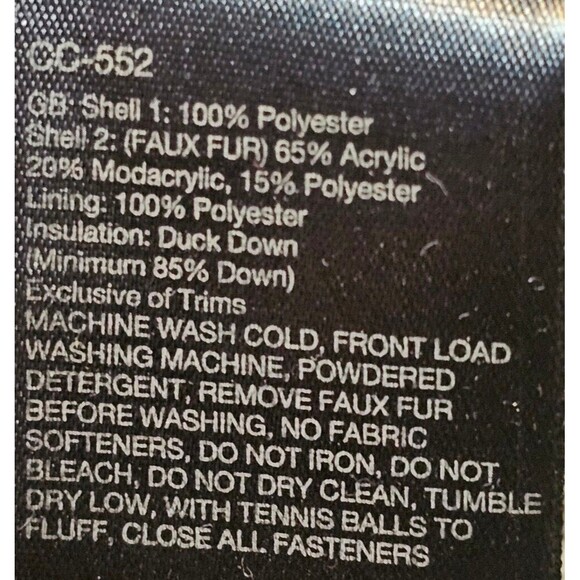 CC-552
GB: Shell 1: 100% Polyester
Shell 2: (FAUX FUR) 65% Acrylic
20% Modacrylic, 15% Polyester
Lining: 100% Polyester
Insulation: Duck Down
(Minimum 85% Down)
Exclusive of Trims
MACHINE WASH COLD, FRONT LOAD
WASHING MACHINE, POWDERED
DETERGENT, REMOVE FAUX FUR
BEFORE WASHING, NO FABRIC
SOFTENERS, DO NOT IRON, DO NOT
BLEACH, DO NOT DRY CLEAN, TUMBLE
DRY LOW, WITH TENNIS BALLS TO
FLUFF, CLOSE ALL FASTENERS